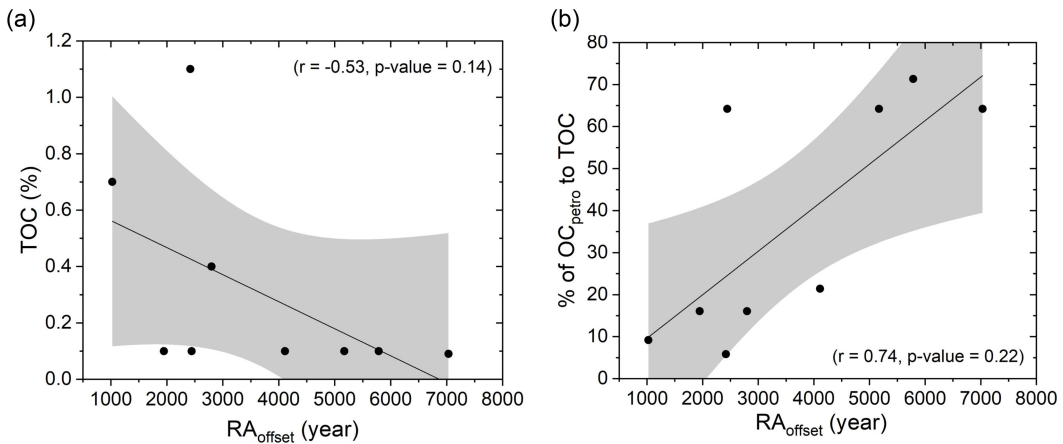 (a)
1.2
1.0
0.8
0.6
0.4
0.2
0.0
TOC (%)
(r = -0.53, p-value = 0.14)
1000 2000 3000 4000 5000 6000 7000 8000
RAoffset (year)
(b)
80
70
60
50
40
30
20
10
0
% of OCpetro to TOC
(r = 0.74, p-value = 0.22)
1000 2000 3000 4000 5000 6000 7000 8000
RAoffset (year)